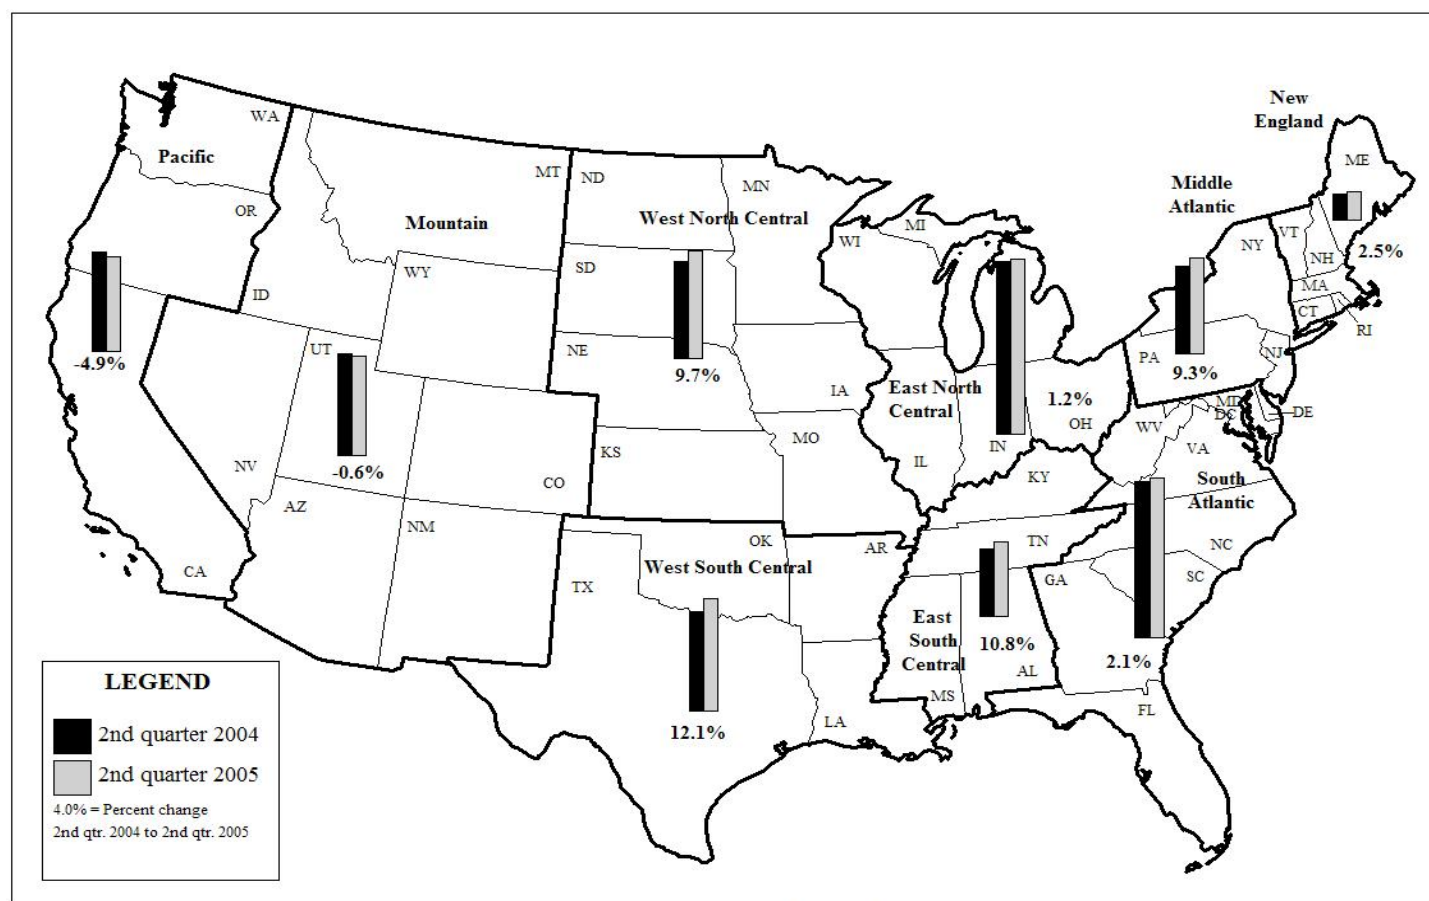 New
England
ME
WA
Pacific
MT
ND
MN
Middle
Atlantic
OR
Mountain
West North Central
MI
WI
NY
VT
NH
2.5%
WY
SD
MA
CT
RI
ID
-4.9%
UT
NE
9.7%
PA
9.3%
NJ
East North
Central
IA
1.2%
OH
MD
DC
DE
WV
MO
IN
VA
KS
IL
NV
-0.6%
CO
KY
South
Atlantic
AZ
NM
OK
AR
TN
NC
CA
TX
West South Central
GA
SC
East
South
Central
10.8%
AL
2.1%
MS
FL
LA
12.1%
LEGEND
2nd quarter 2004
2nd quarter 2005
4.0% = Percent change
2nd qtr. 2004 to 2nd qtr. 2005